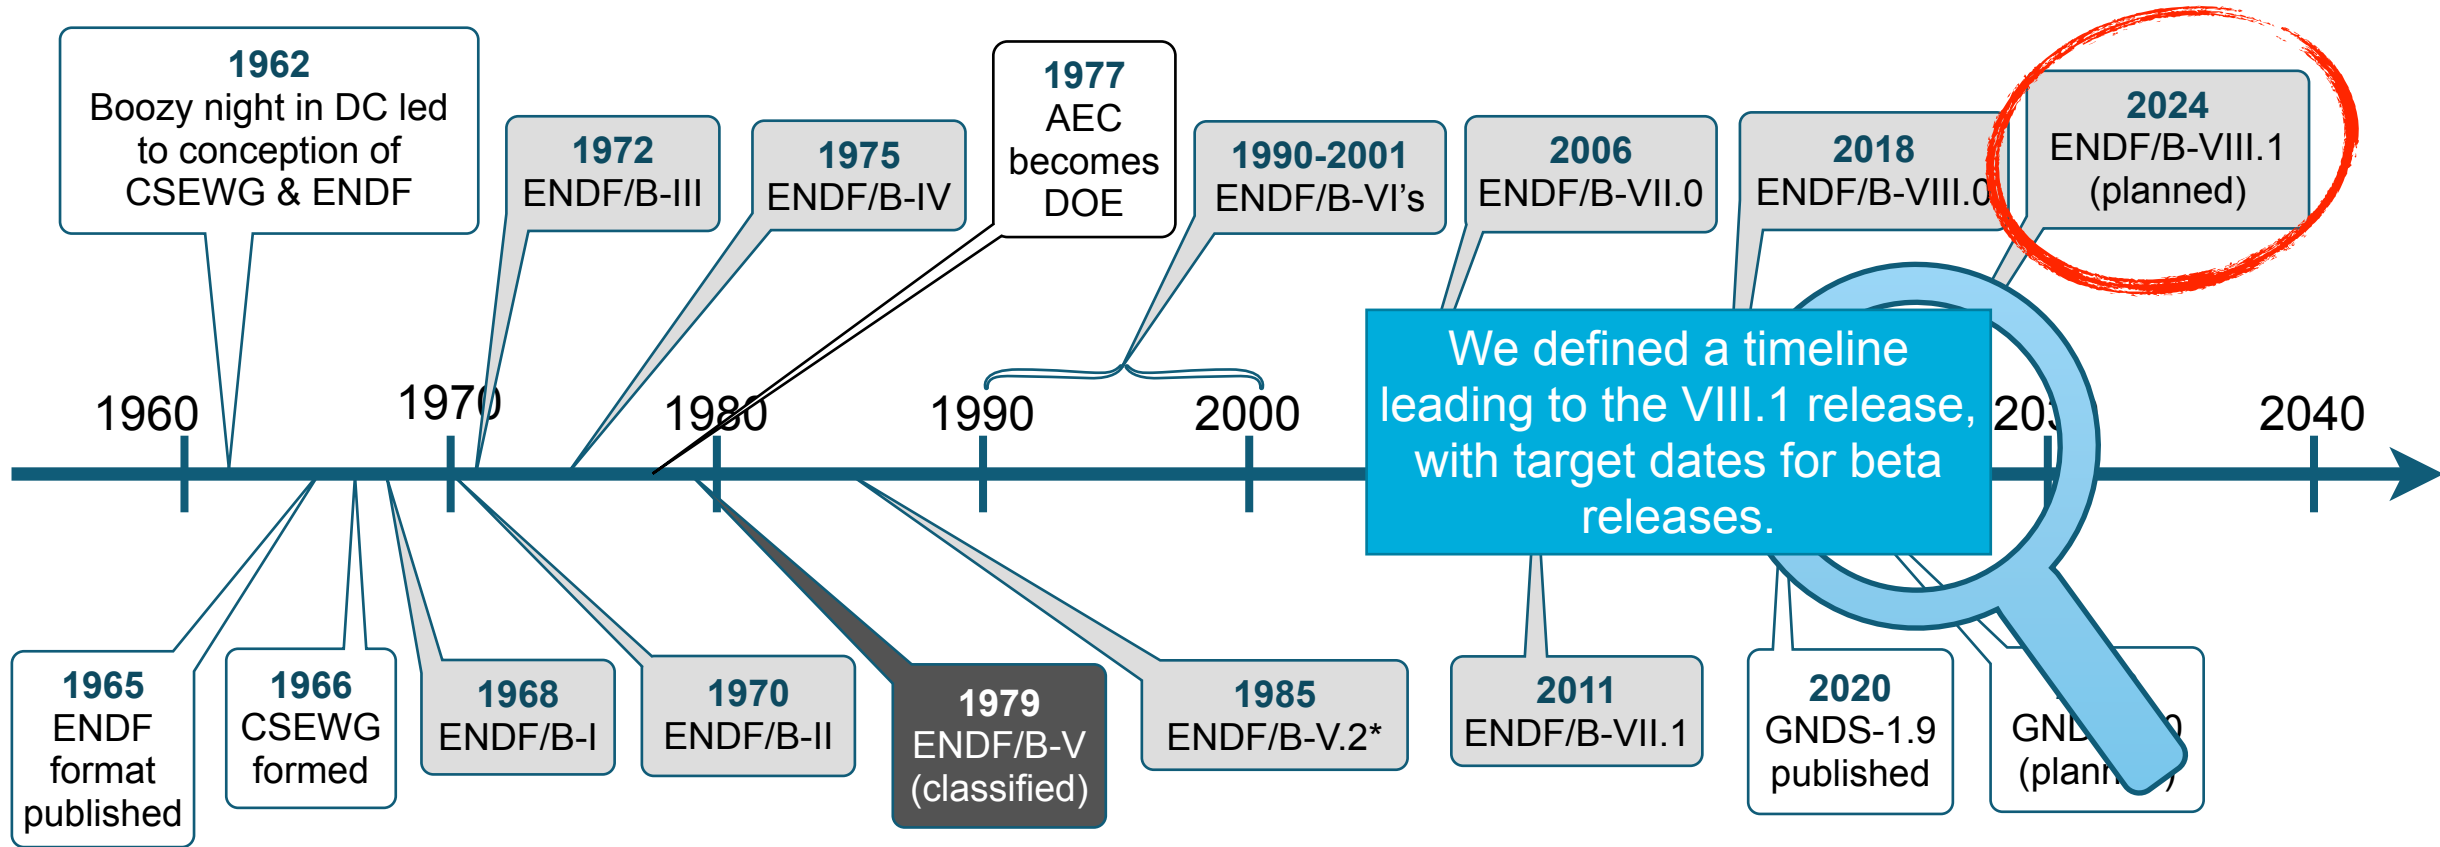 1962
Boozy night in DC led
to conception of
CSEWG & ENDF
1972
ENDF/B-III
1975
ENDF/B-IV
1977
AEC
becomes
DOE
1990-2001
ENDF/B-VI's
2006
ENDF/B-VII.0
2018
ENDF/B-VIII.0
2024
ENDF/B-VIII.1
(planned)
1960
1970
1980
1990
2000
2040
We defined a timeline
leading to the VIII.1 release,
with target dates for beta
releases.
1965
ENDF
format
published
1966
CSEWG
formed
1968
ENDF/B-I
1970
ENDF/B-II
1979
ENDF/B-V
(classified)
1985
ENDF/B-V.2*
2011
ENDF/B-VII.1
2020
GNDS-1.9
published